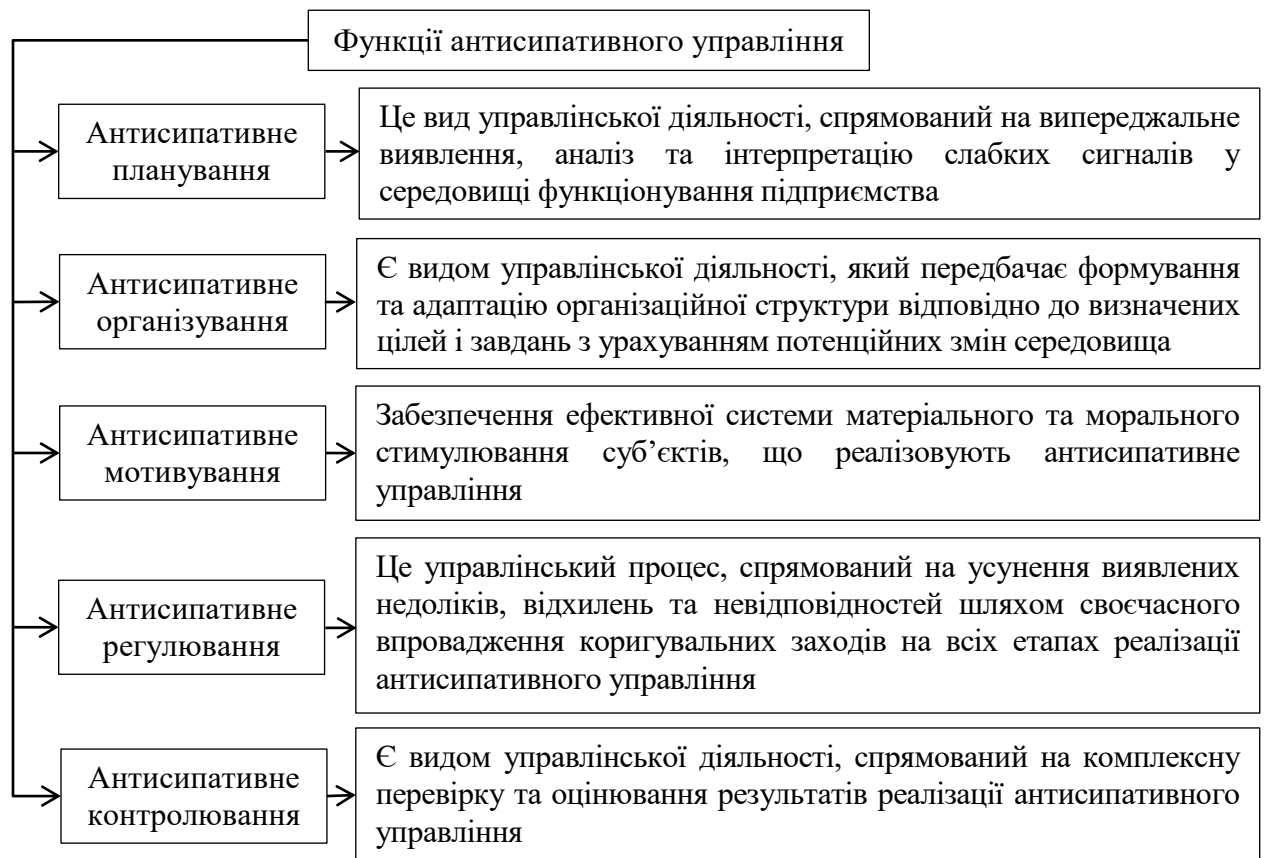 Функції антисипативного управління
Антисипативне
планування
Це вид управлінської діяльності, спрямований на випереджальне
виявлення, аналіз та інтерпретацію слабких сигналів у
середовищі функціонування підприємства
Антисипативне
організування
Є видом управлінської діяльності, який передбачає формування
та адаптацію організаційної структури відповідно до визначених
цілей і завдань з урахуванням потенційних змін середовища
Антисипативне
мотивування
Забезпечення ефективної системи матеріального та морального
стимулювання суб’єктів, що реалізовують антисипативне
управління
Антисипативне
регулювання
Це управлінський процес, спрямований на усунення виявлених
недоліків, відхилень та невідповідностей шляхом своєчасного
впровадження коригувальних заходів на всіх етапах реалізації
антисипативного управління
Антисипативне
контролювання
Є видом управлінської діяльності, спрямований на комплексну
перевірку та оцінювання результатів реалізації антисипативного
управління